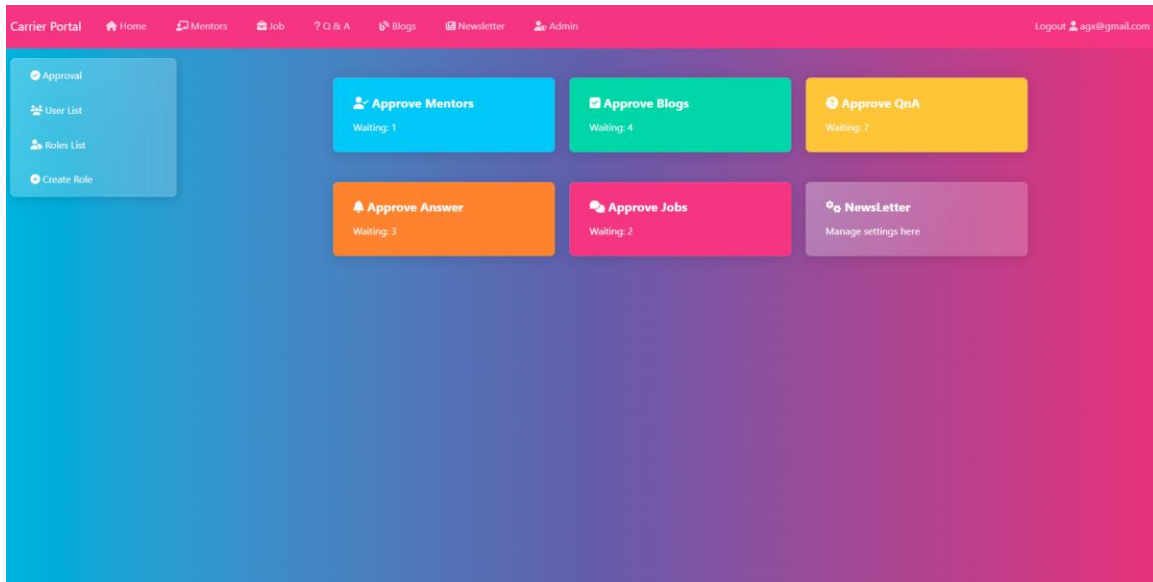 Carrier Portal Home Mentors Job ? Q & A Blogs Newsletter Admin Logout agx@gmail.com
Approval
User List
Roles List
Create Role
Approve Mentors
Waiting: 1
Approve Blogs
Waiting: 4
Approve QnA
Waiting: 7
Approve Answer
Waiting: 3
Approve Jobs
Waiting: 2
NewsLetter
Manage settings here